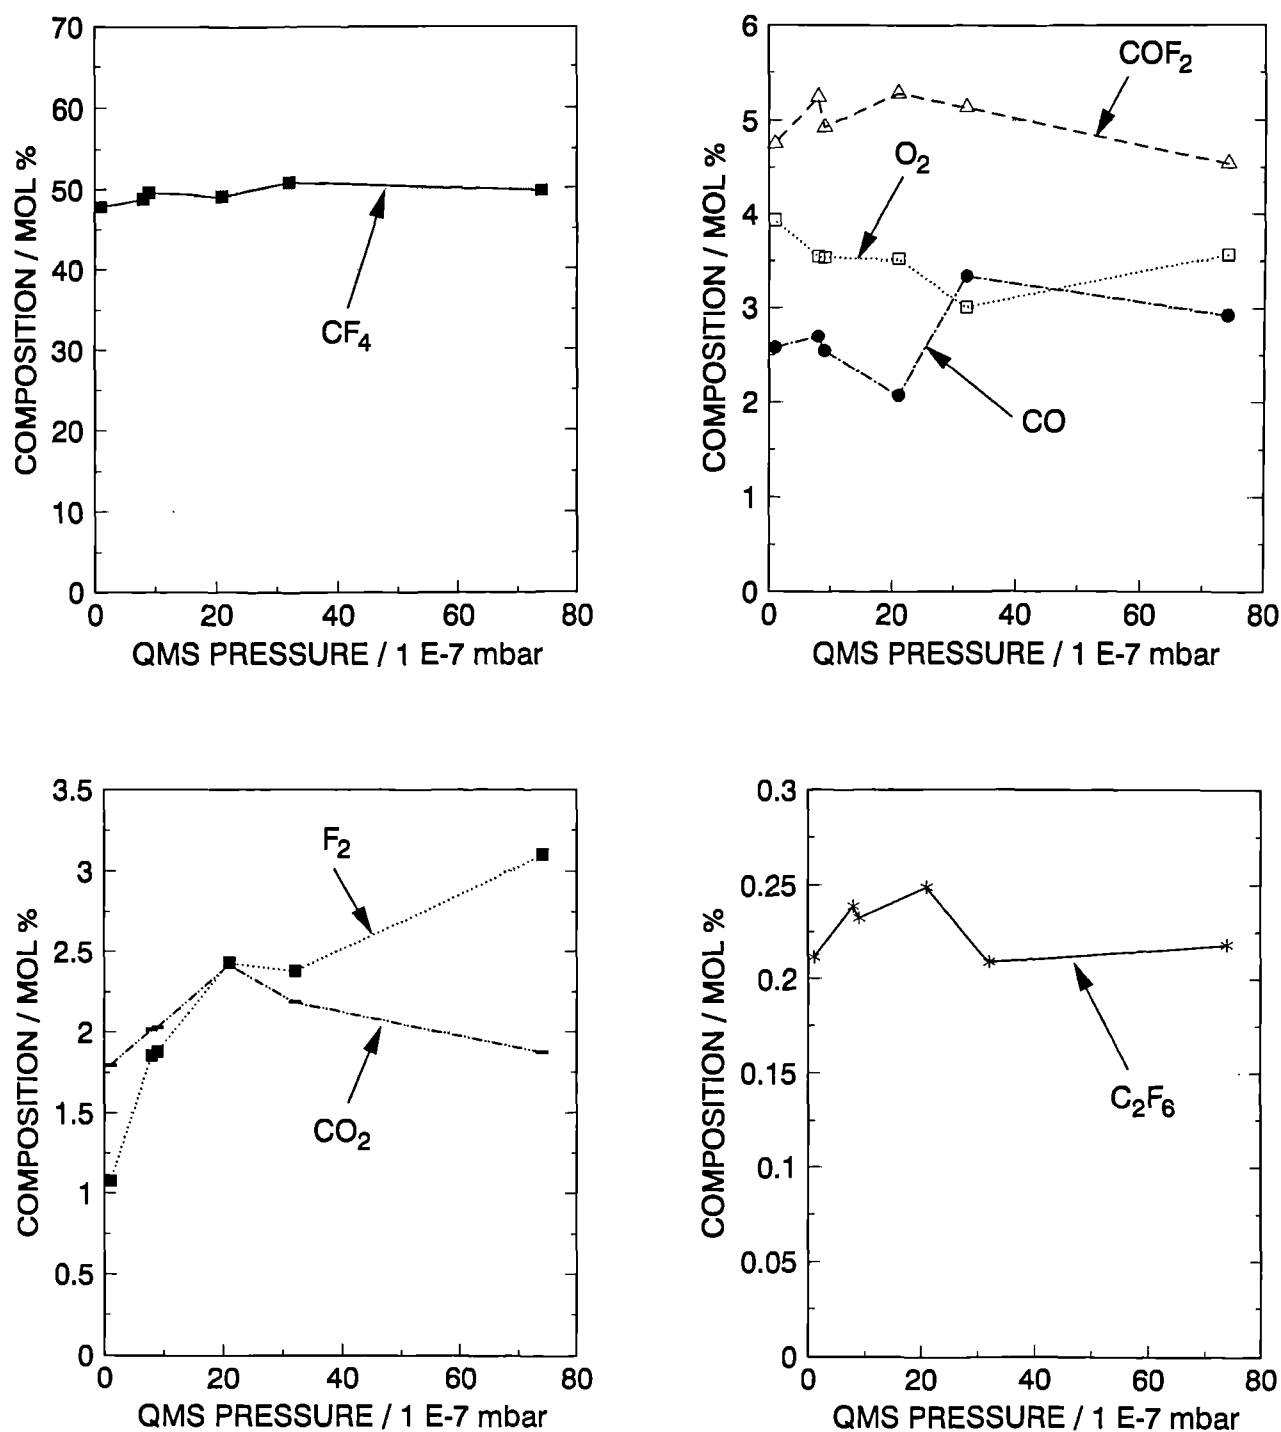 70
60
50
40
30
20
10
0
COMPOSITION / MOL %
CF4
0 20 40 60 80
QMS PRESSURE / 1 E-7 mbar
6
5
4
3
2
1
0
COMPOSITION / MOL %
COF2
O2
CO
0 20 40 60 80
QMS PRESSURE / 1 E-7 mbar
3.5
3
2.5
2
1.5
1
0.5
0
COMPOSITION / MOL %
F2
CO2
0 20 40 60 80
QMS PRESSURE / 1 E-7 mbar
0.3
0.25
0.2
0.15
0.1
0.05
0
COMPOSITION / MOL %
C2F6
0 20 40 60 80
QMS PRESSURE / 1 E-7 mbar